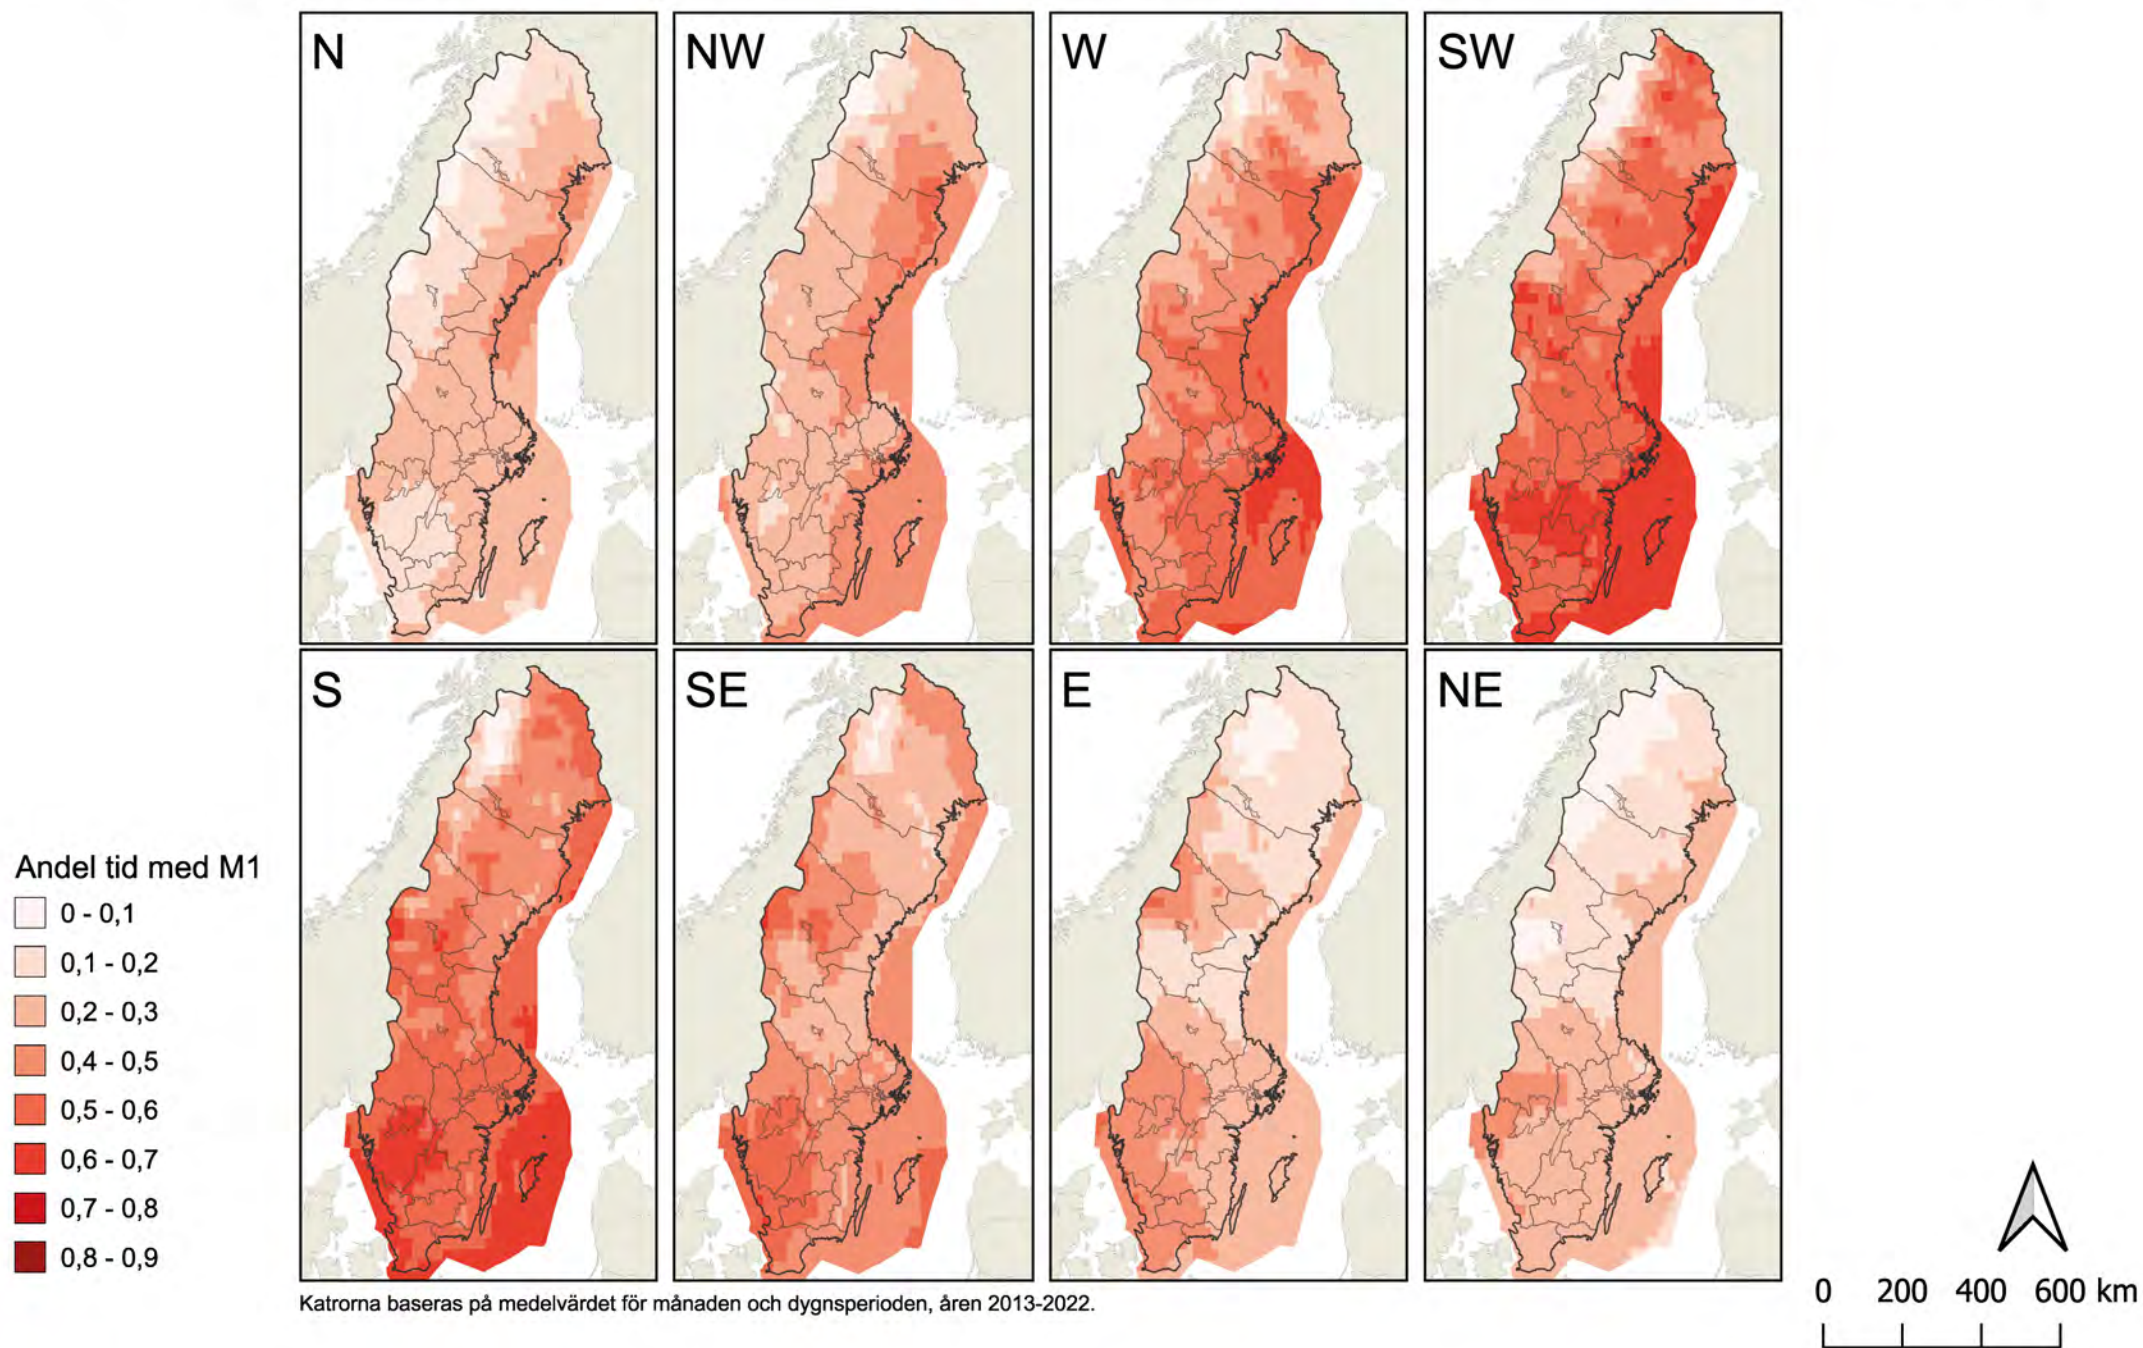 N
NW
W
SW
S
SE
E
NE
Andel tid med M1
0 - 0,1
0,1 - 0,2
0,2 - 0,3
0,4 - 0,5
0,5 - 0,6
0,6 - 0,7
0,7 - 0,8
0,8 - 0,9
Katrorna baseras på medelvärdet för månaden och dygnsperioden, åren 2013-2022.
0 200 400 600 km